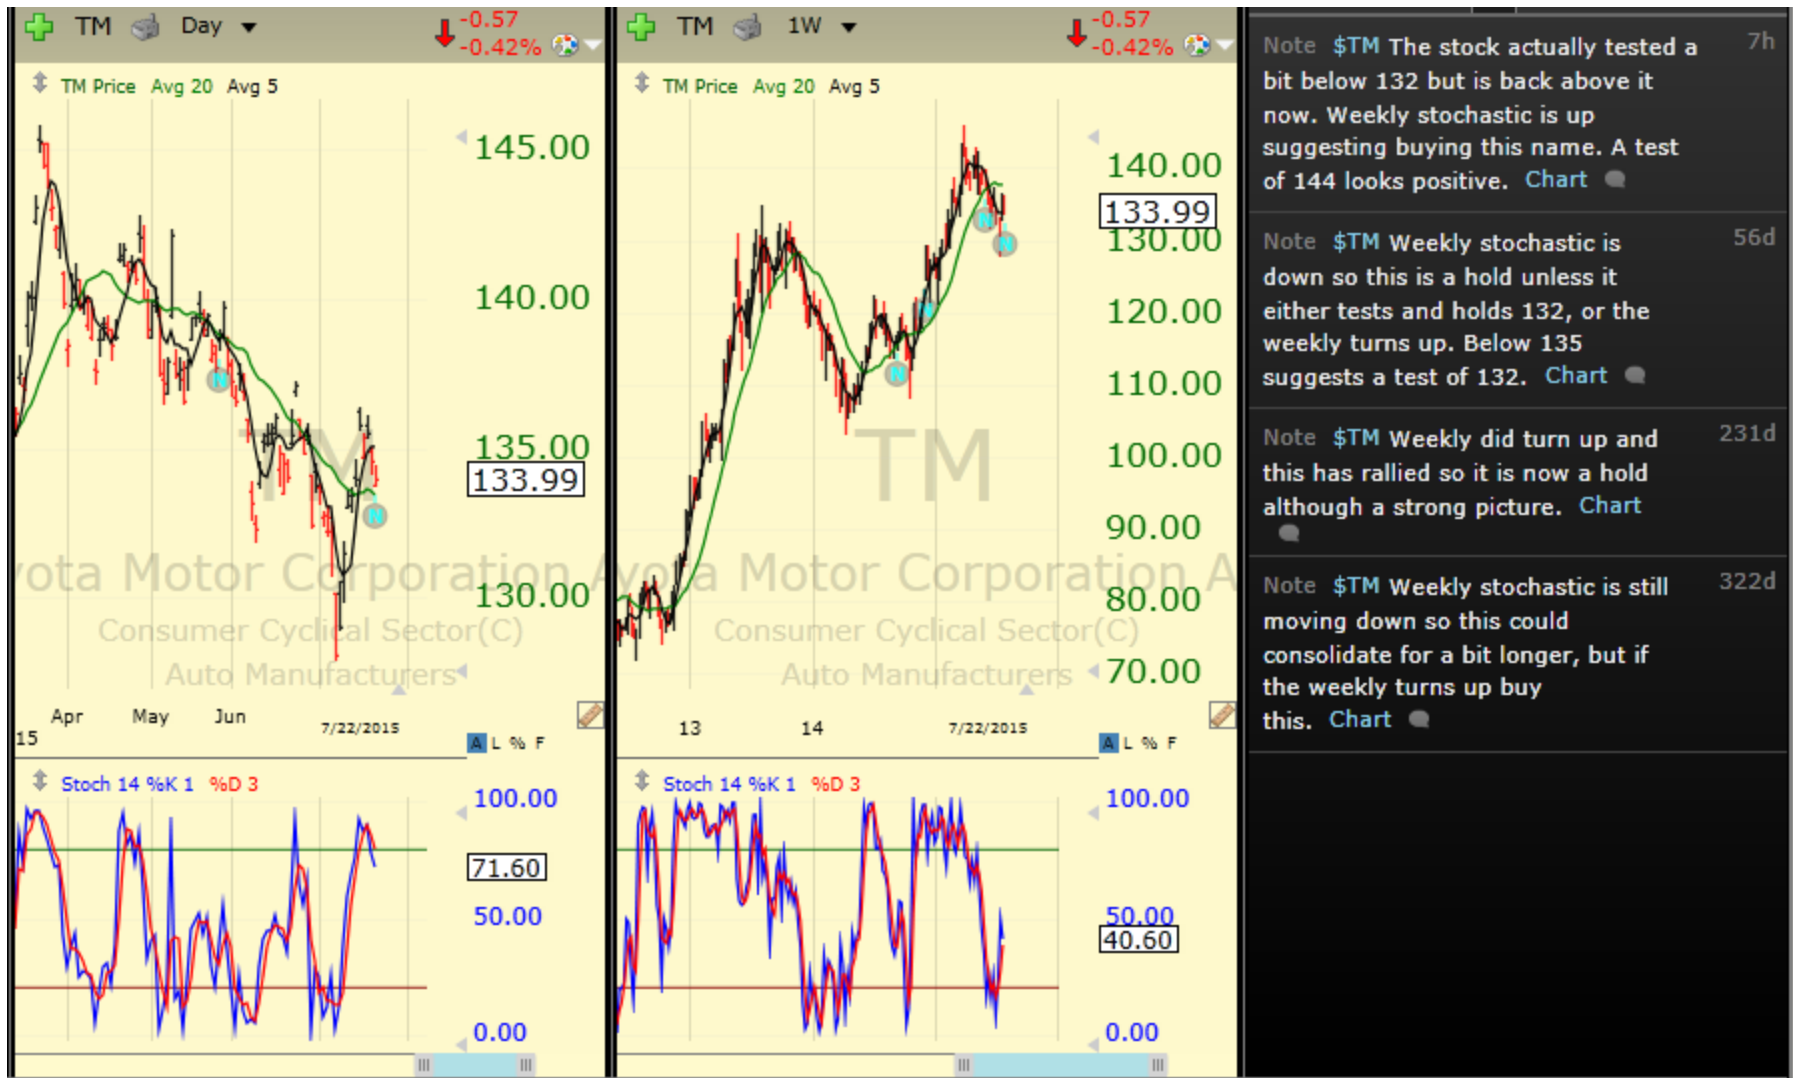 TM Day
-0.57
-0.42%
TM Price Avg 20 Avg 5
145.00
140.00
135.00
133.99
130.00
TM
yota Motor Corporation A
Consumer Cyclical Sector(C)
Auto Manufacturers
N
N
Apr May Jun
15
7/22/2015
A L % F
Stoch 14 %K 1 %D 3
100.00
71.60
50.00
0.00
TM 1W
-0.57
-0.42%
TM Price Avg 20 Avg 5
140.00
133.99
130.00
120.00
110.00
100.00
90.00
80.00
70.00
TM
yota Motor Corporation A
Consumer Cyclical Sector(C)
Auto Manufacturers
N
N
N
N
13 14 7/22/2015
A L % F
Stoch 14 %K 1 %D 3
100.00
50.00
40.60
0.00
Note $TM The stock actually tested a 7h
bit below 132 but is back above it
now. Weekly stochastic is up
suggesting buying this name. A test
of 144 looks positive. Chart
Note $TM Weekly stochastic is 56d
down so this is a hold unless it
either tests and holds 132, or the
weekly turns up. Below 135
suggests a test of 132. Chart
Note $TM Weekly did turn up and 231d
this has rallied so it is now a hold
although a strong picture. Chart
Note $TM Weekly stochastic is still 322d
moving down so this could
consolidate for a bit longer, but if
the weekly turns up buy
this. Chart